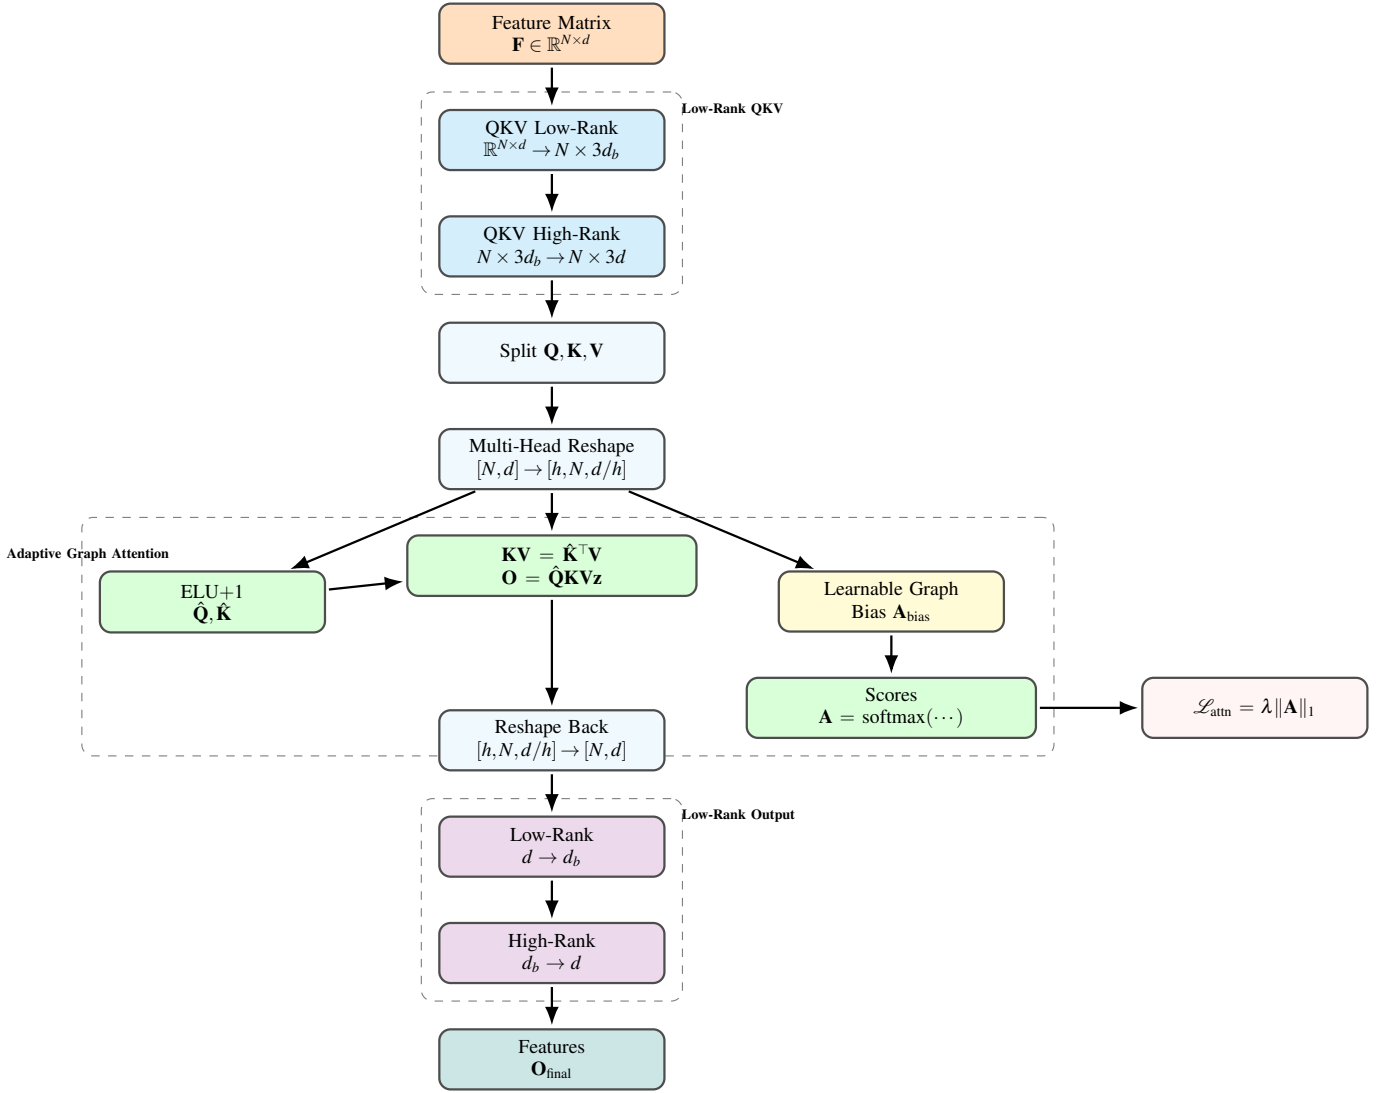 Feature Matrix
𝐅 ∈ ℝ^{N×d}
Low-Rank QKV
QKV Low-Rank
ℝ^{N×d} → N × 3d_b
QKV High-Rank
N × 3d_b → N × 3d
Split Q, K, V
Multi-Head Reshape
[N, d] → [h, N, d/h]
Adaptive Graph Attention
ELU+1
Q̂, K̂
KV = K̂^⊤V
O = Q̂KVz
Learnable Graph
Bias A_bias
Scores
A = softmax(⋯)
ℒ_attn = λ‖A‖_1
Reshape Back
[h, N, d/h] → [N, d]
Low-Rank Output
Low-Rank
d → d_b
High-Rank
d_b → d
Features
O_final